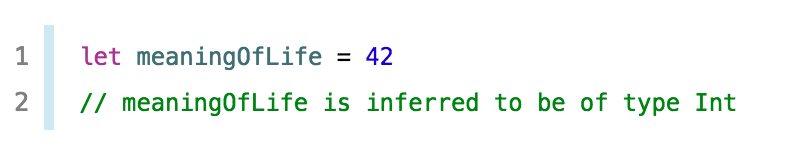 1 let meaningOfLife = 42
2 // meaningOfLife is inferred to be of type Int